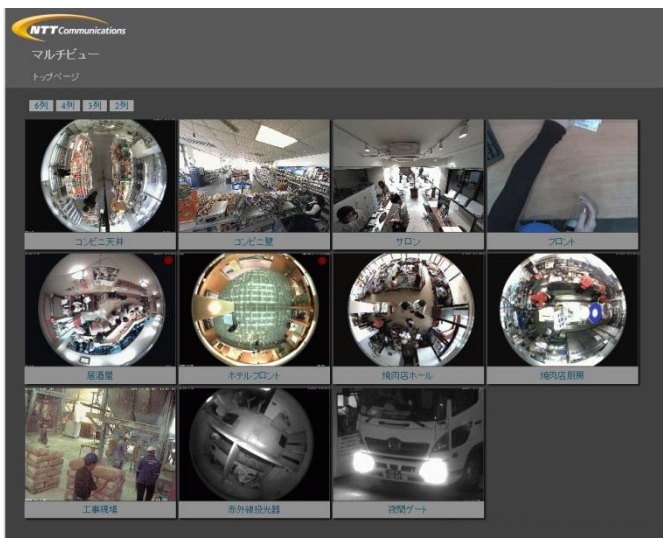 NTT Communications
マルチビュー
トップページ
6列 4列 3列 2列
コンビニ天井
コンビニ壁
サロン
フロント
居酒屋
ホテルフロント
焼肉店ホール
焼肉店厨房
工事現場
赤外線投光器
夜間ゲート